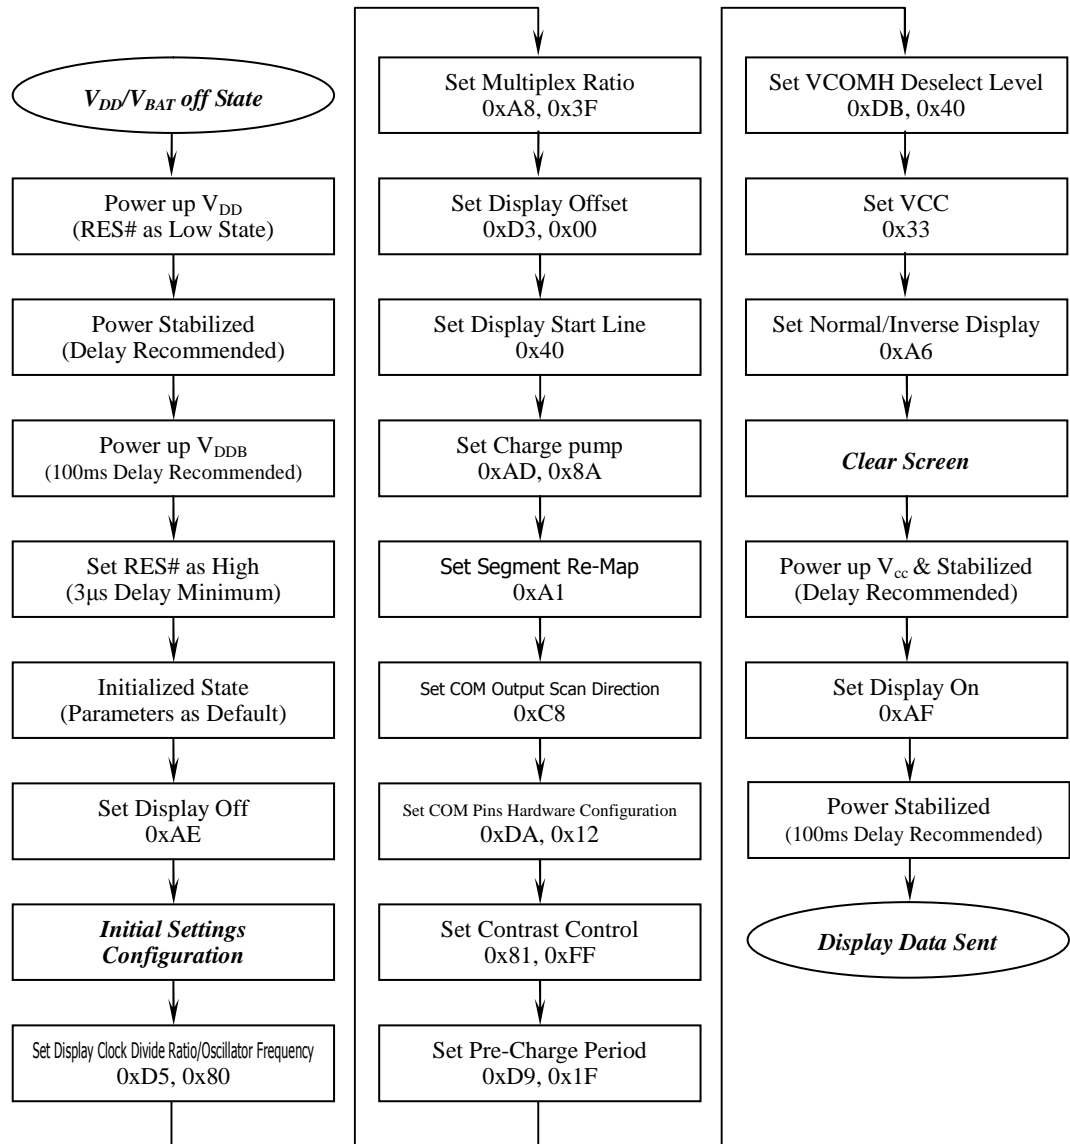 V_DD/V_BAT off State
Power up V_DD
(RES# as Low State)
Power Stabilized
(Delay Recommended)
Power up V_DDB
(100ms Delay Recommended)
Set RES# as High
(3μs Delay Minimum)
Initialized State
(Parameters as Default)
Set Display Off
0xAE
Initial Settings
Configuration
Set Display Clock Divide Ratio/Oscillator Frequency
0xD5, 0x80
Set Multiplex Ratio
0xA8, 0x3F
Set Display Offset
0xD3, 0x00
Set Display Start Line
0x40
Set Charge pump
0xAD, 0x8A
Set Segment Re-Map
0xA1
Set COM Output Scan Direction
0xC8
Set COM Pins Hardware Configuration
0xDA, 0x12
Set Contrast Control
0x81, 0xFF
Set Pre-Charge Period
0xD9, 0x1F
Set VCOMH Deselect Level
0xDB, 0x40
Set VCC
0x33
Set Normal/Inverse Display
0xA6
Clear Screen
Power up V_cc & Stabilized
(Delay Recommended)
Set Display On
0xAF
Power Stabilized
(100ms Delay Recommended)
Display Data Sent